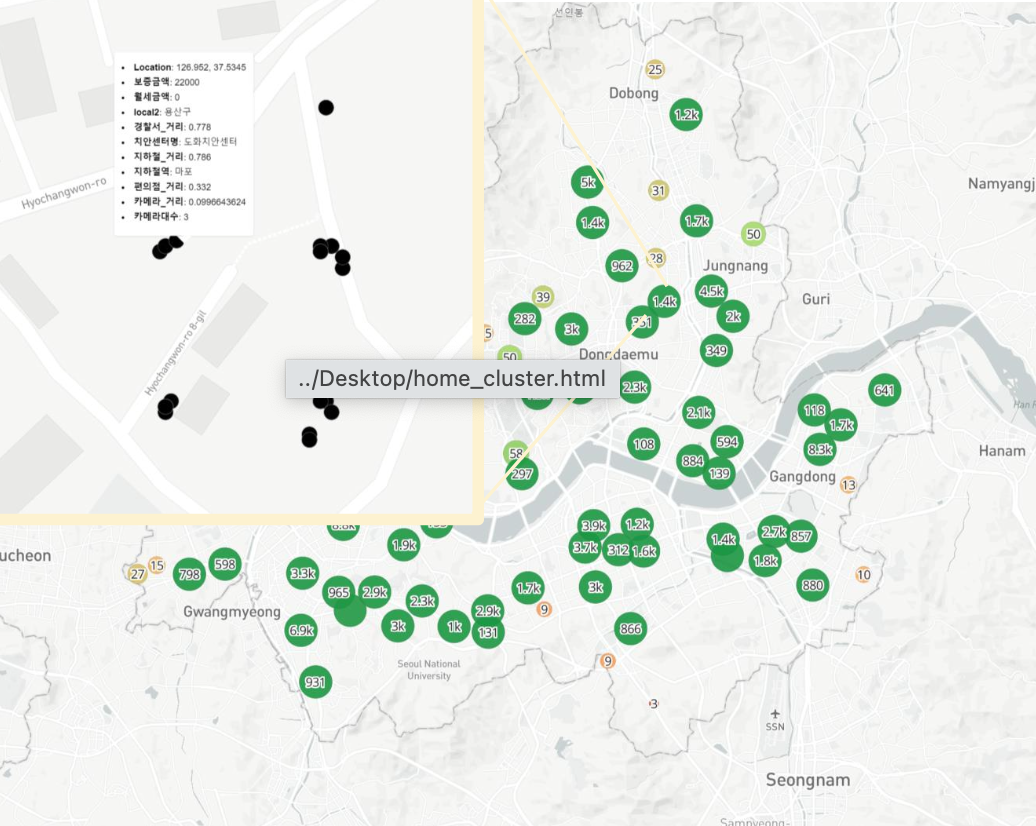 Location: 126.952, 37.5345
보증금액: 22000
월세금액: 0
local2: 용산구
경찰서_거리: 0.778
치안센터명: 도화치안센터
지하철_거리: 0.786
지하철역: 마포
편의점_거리: 0.332
카메라_거리: 0.0996643624
카메라대수: 3
Hyochangwon-ro
Hyochangwon-ro 8-gil
선인봉
25
Dobong
1.2k
5k
31
Namyangj
1.4k
1.7k
50
962
28
Jungnang
39
4.5k
Guri
1.4k
282
3k
331
2k
5
50
Dongdaemu
349
../Desktop/home_cluster.html
2.3k
641
Han R
118
2.1k
1.7k
108
594
8.3k
Hanam
58
884
297
139
Gangdong
13
8.8k
3.9k
1.2k
ucheon
1.9k
3.7k
312
1.6k
1.4k
2.7k
857
1.8k
27
15
798
598
3.3k
10
965
2.9k
1.7k
3k
880
Gwangmyeong
2.3k
2.9k
9
6.9k
3k
1k
131
866
Seoul National
University
9
931
3
SSN
Seongnam
Sampyeong-